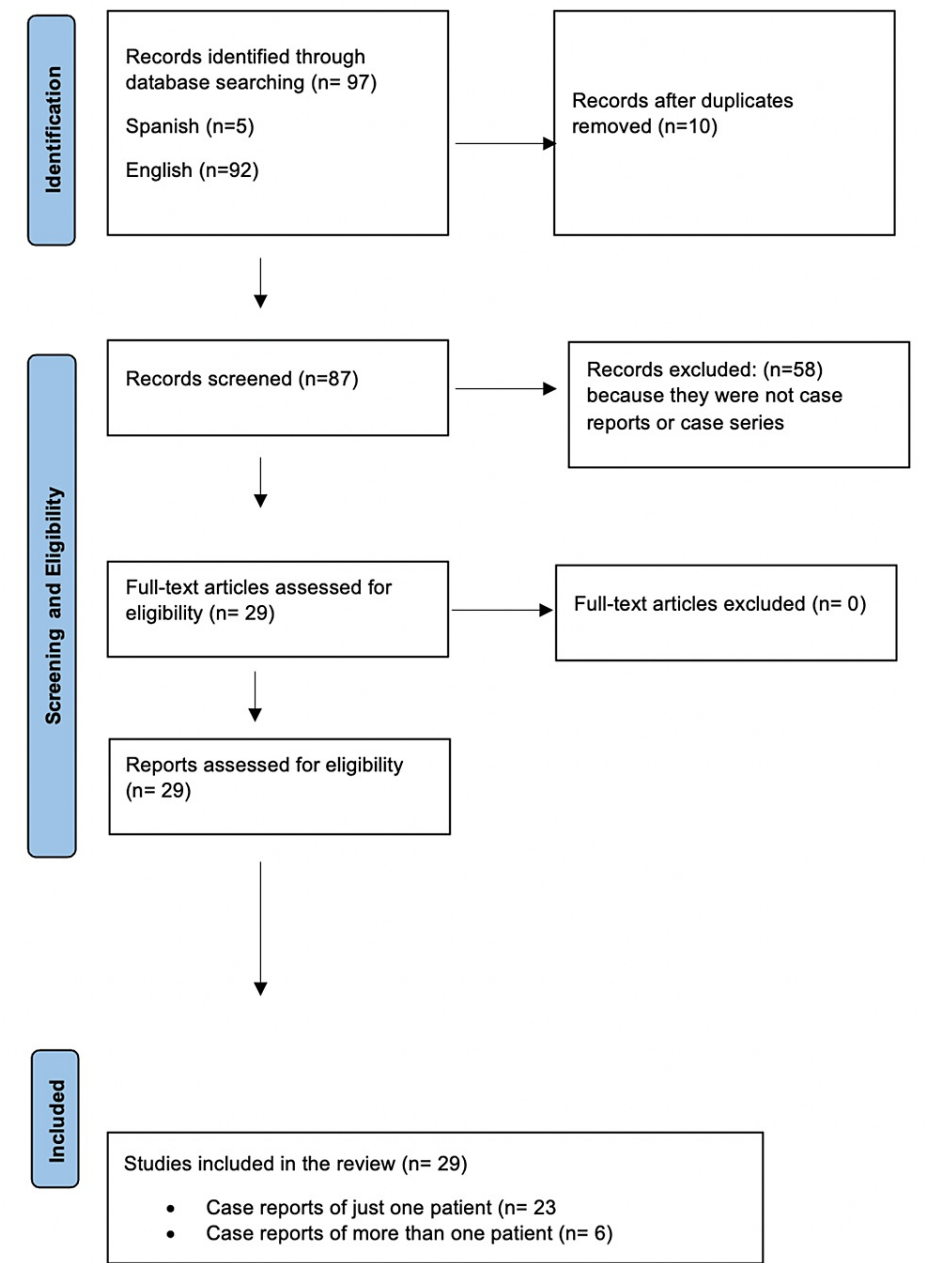 Identification
Records identified through
database searching (n= 97)
Spanish (n=5)
English (n=92)
Records after duplicates
removed (n=10)
Screening and Eligibility
Records screened (n=87)
Records excluded: (n=58)
because they were not case
reports or case series
Full-text articles assessed for
eligibility (n= 29)
Full-text articles excluded (n= 0)
Reports assessed for eligibility
(n= 29)
Included
Studies included in the review (n= 29)
• Case reports of just one patient (n= 23
• Case reports of more than one patient (n= 6)